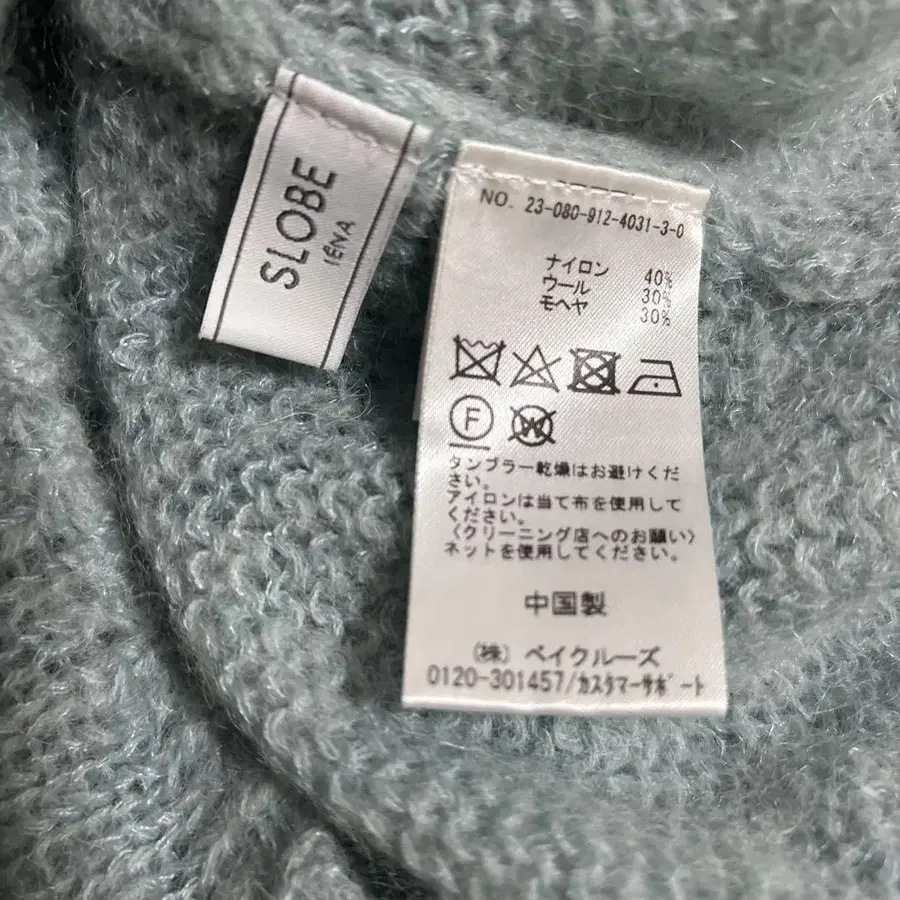 SLOBE
IÉNA
NO. 23-080-912-4031-3-0
ナイロン 40%
ウール 30%
モヘヤ 30%
F
W
タンブラー乾燥はお避けくだ
さい。
アイロンは当て布を使用して
ください。
〈クリーニング店へのお願い〉
ネットを使用してください。
中国製
(株) ベイクルーズ
0120-301457/カスタマーサポート